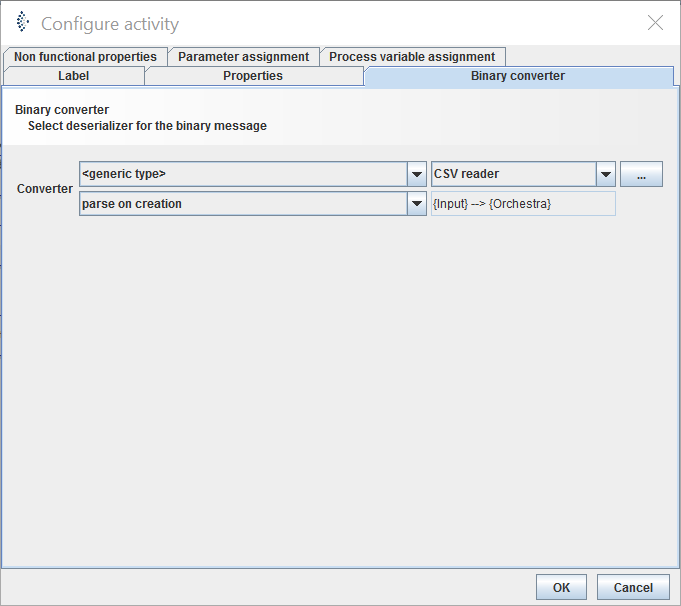 Configure activity
Non functional properties Parameter assignment Process variable assignment
Label Properties Binary converter
Binary converter
Select deserializer for the binary message
Converter <generic type> CSV reader ...
parse on creation {Input} --> {Orchestra}
OK Cancel